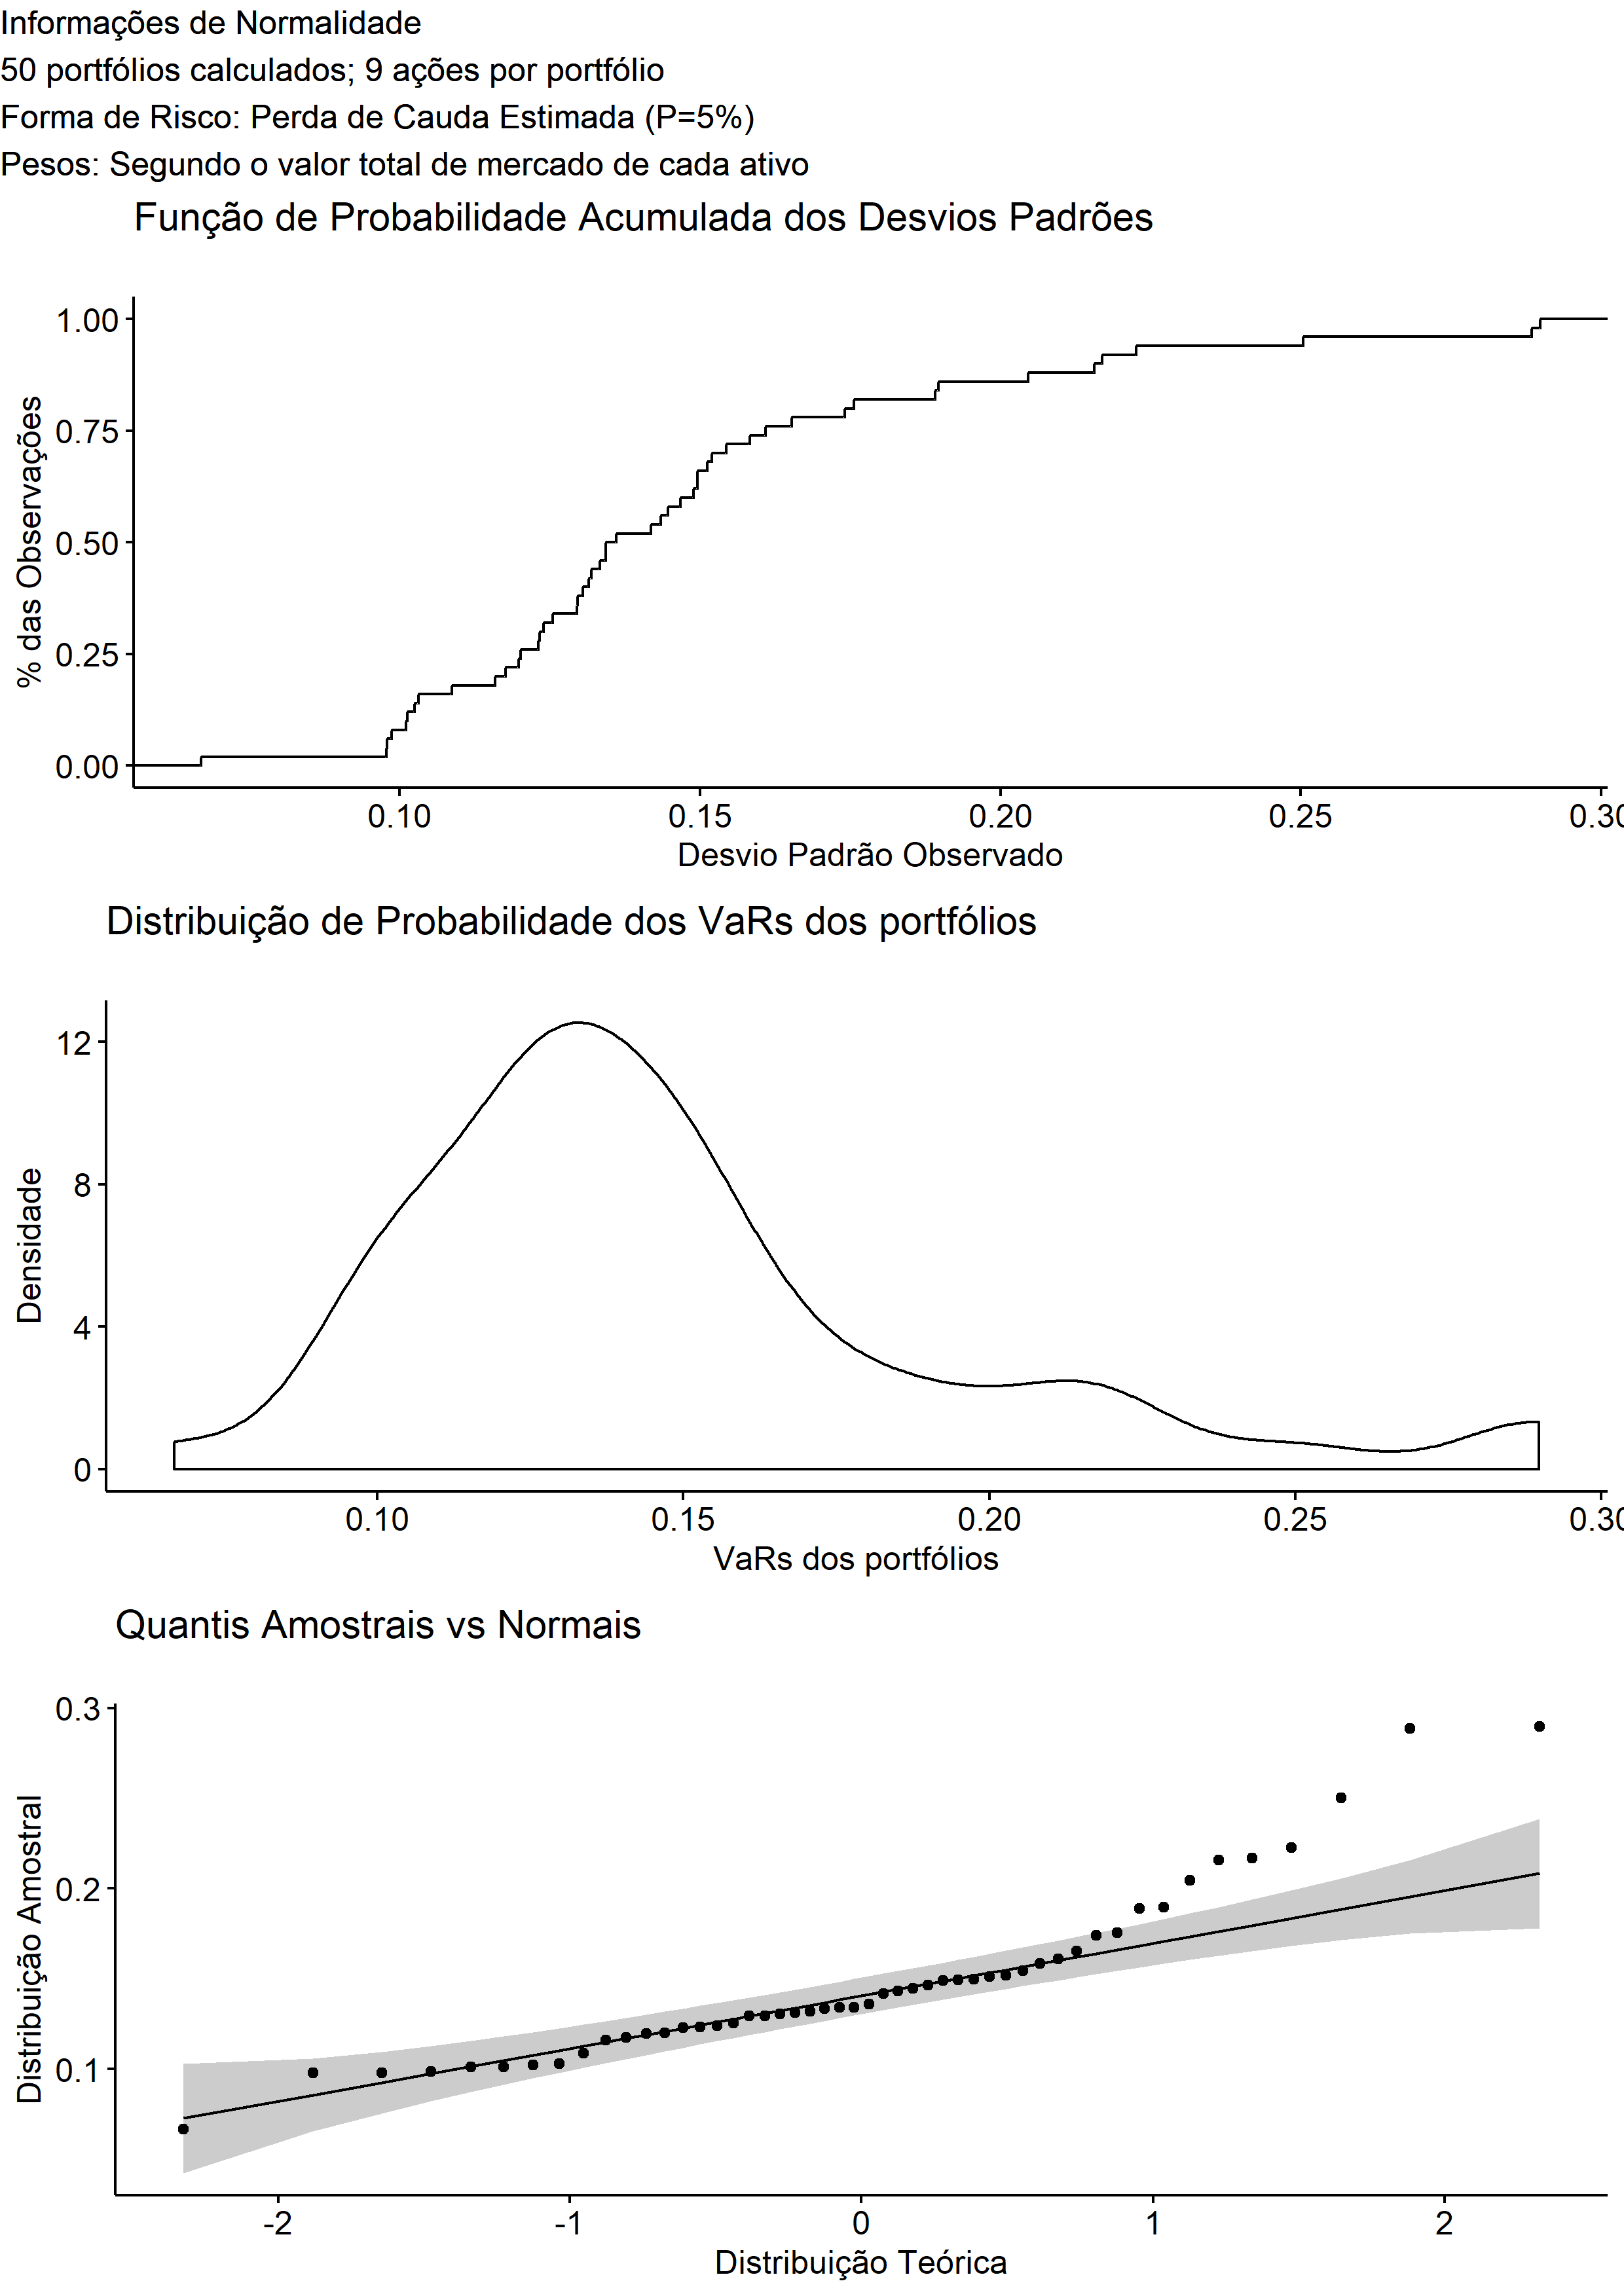 Informações de Normalidade
50 portfólios calculados; 9 ações por portfólio
Forma de Risco: Perda de Cauda Estimada (P=5%)
Pesos: Segundo o valor total de mercado de cada ativo
Função de Probabilidade Acumulada dos Desvios Padrões
% das Observações
1.00
0.75
0.50
0.25
0.00
0.10 0.15 0.20 0.25 0.30
Desvio Padrão Observado
Distribuição de Probabilidade dos VaRs dos portfólios
Densidade
12
8
4
0
0.10 0.15 0.20 0.25 0.30
VaRs dos portfólios
Quantis Amostrais vs Normais
Distribuição Amostral
0.3
0.2
0.1
-2 -1 0 1 2
Distribuição Teórica